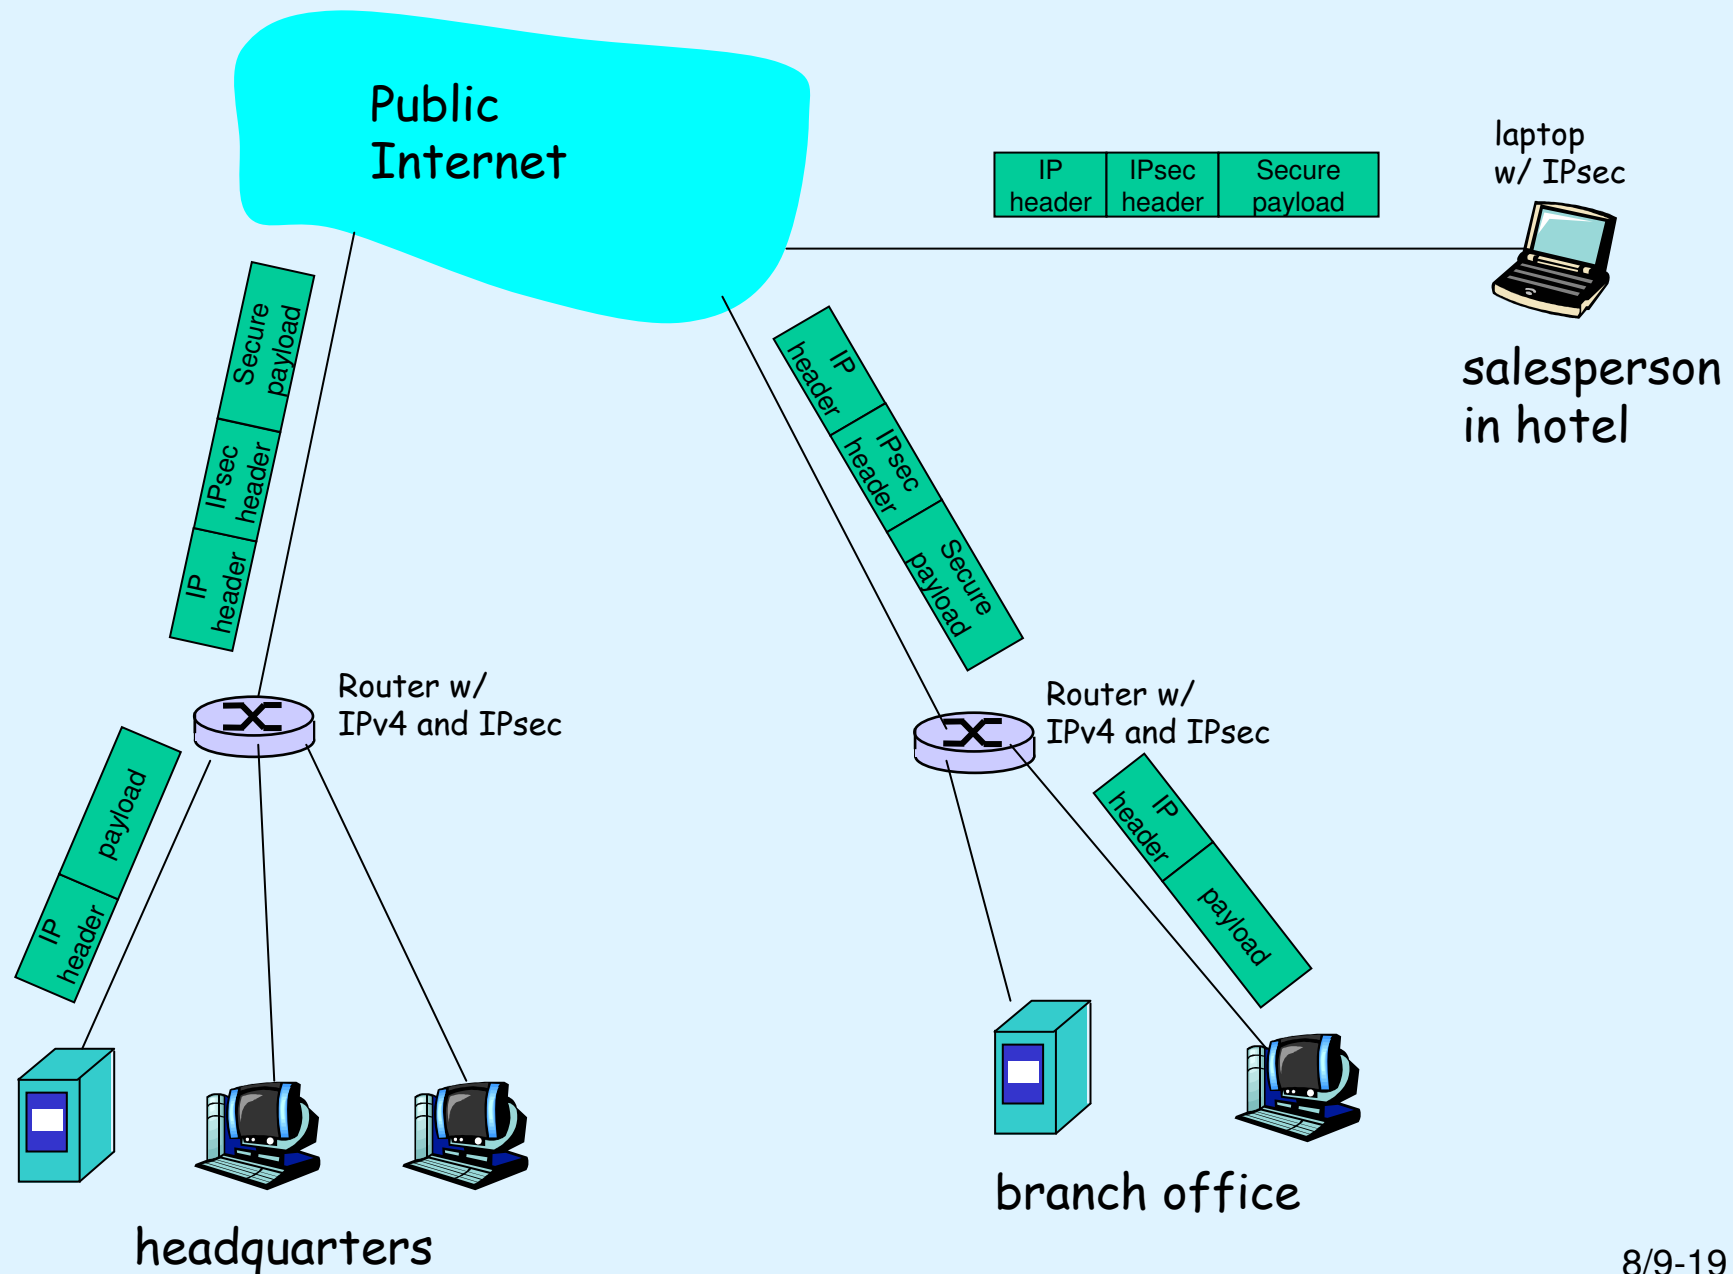 Public
Internet
laptop
w/ IPsec
IP
header
IPsec
header
Secure
payload
salesperson
in hotel
Secure
payload
IPsec
header
IP
header
IP
header
IPsec
header
Secure
payload
Router w/
IPv4 and IPsec
Router w/
IPv4 and IPsec
payload
IP
header
IP
header
payload
branch office
headquarters
8/9-19